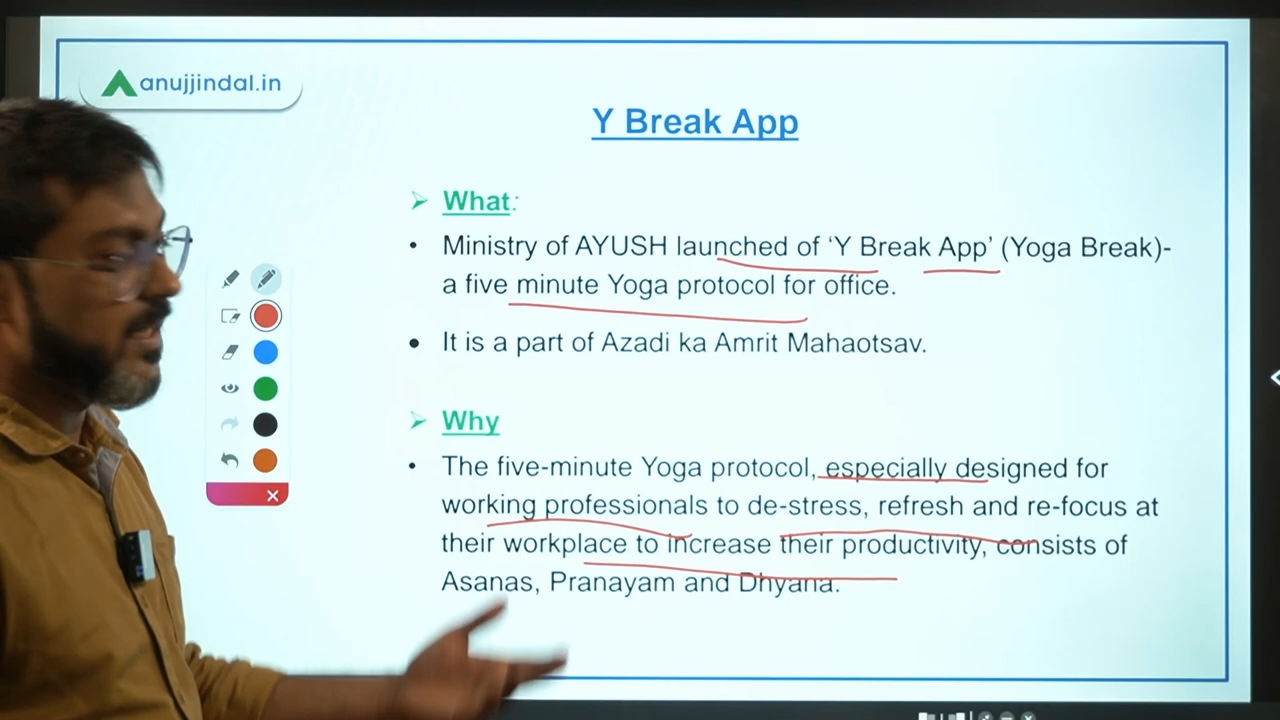 anujjindal.in
Y Break App
What:
Ministry of AYUSH launched of ‘Y Break App’ (Yoga Break)-
a five minute Yoga protocol for office.
It is a part of Azadi ka Amrit Mahaotsav.
Why
The five-minute Yoga protocol, especially designed for
working professionals to de-stress, refresh and re-focus at
their workplace to increase their productivity, consists of
Asanas, Pranayam and Dhyana.